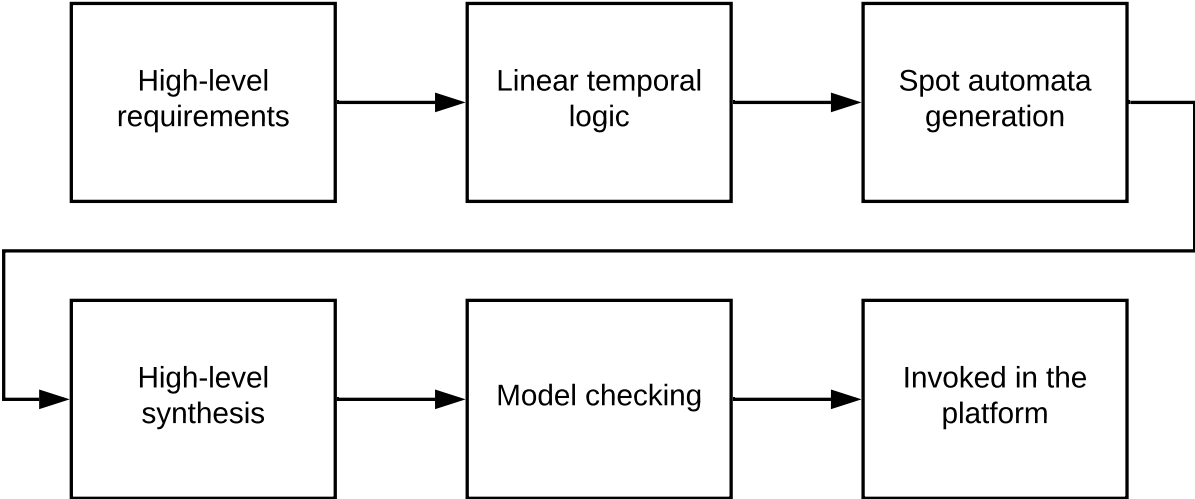 High-level
requirements
Linear temporal
logic
Spot automata
generation
High-level
synthesis
Model checking
Invoked in the
platform